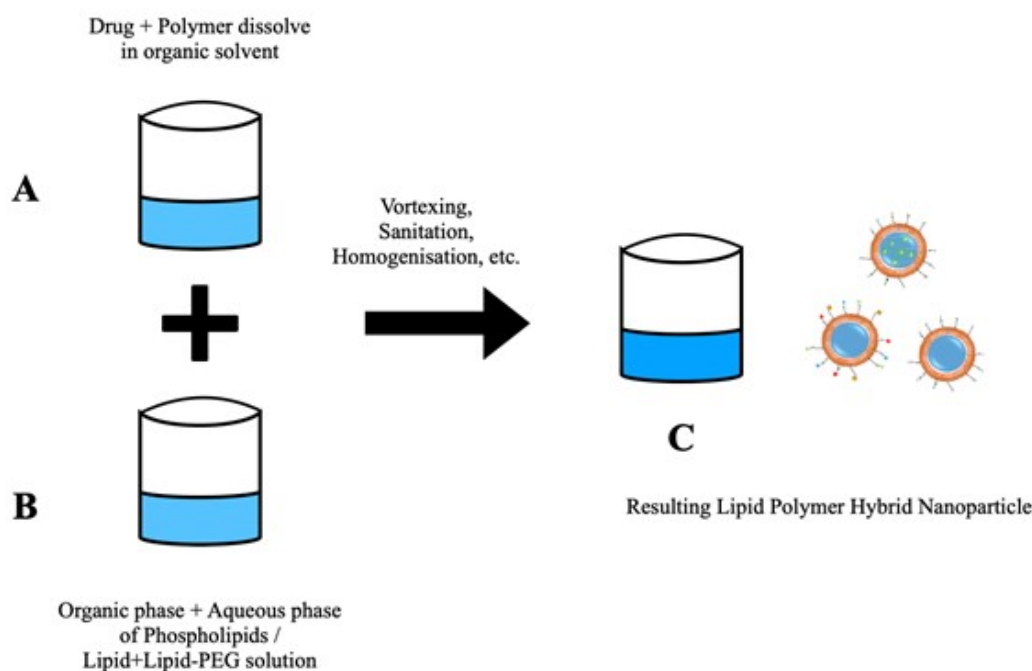 Drug + Polymer dissolve
in organic solvent
A
Vortexing,
Sanitation,
Homogenisation, etc.
B
Organic phase + Aqueous phase
of Phospholipids /
Lipid+Lipid-PEG solution
C
Resulting Lipid Polymer Hybrid Nanoparticle